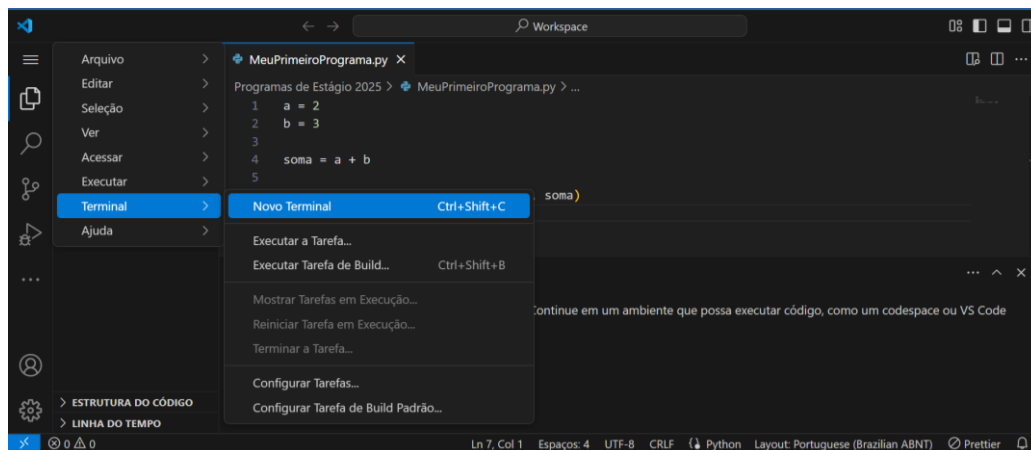 Workspace
Arquivo
Editar
Seleção
Ver
Acessar
Executar
Terminal
Ajuda
MeuPrimeiroPrograma.py
Programas de Estágio 2025 > MeuPrimeiroPrograma.py > ...
1 a = 2
2 b = 3
3
4 soma = a + b
5
, soma)
Novo Terminal Ctrl+Shift+C
Executar a Tarefa...
Executar Tarefa de Build... Ctrl+Shift+B
Mostrar Tarefas em Execução...
Reiniciar Tarefa em Execução...
Terminar a Tarefa...
Configurar Tarefas...
Configurar Tarefa de Build Padrão...
Continue em um ambiente que possa executar código, como um codespace ou VS Code
ESTRUTURA DO CÓDIGO
LINHA DO TEMPO
0 0 Ln 7, Col 1 Espaços: 4 UTF-8 CRLF Python Layout: Portuguese (Brazilian ABNT) Prettier